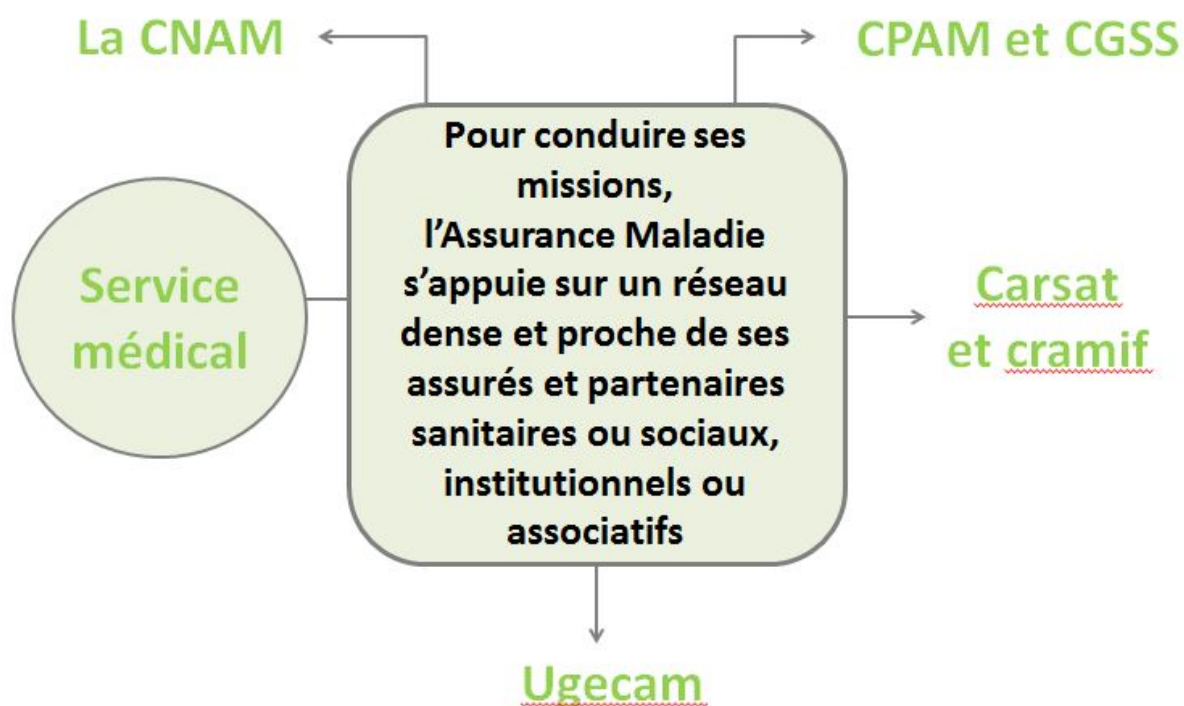 La CNAM
CPAM et CGSS
Pour conduire ses
missions,
l’Assurance Maladie
s’appuie sur un réseau
dense et proche de ses
assurés et partenaires
sanitaires ou sociaux,
institutionnels ou
associatifs
Service
médical
Carsat
et cramif
Ugecam